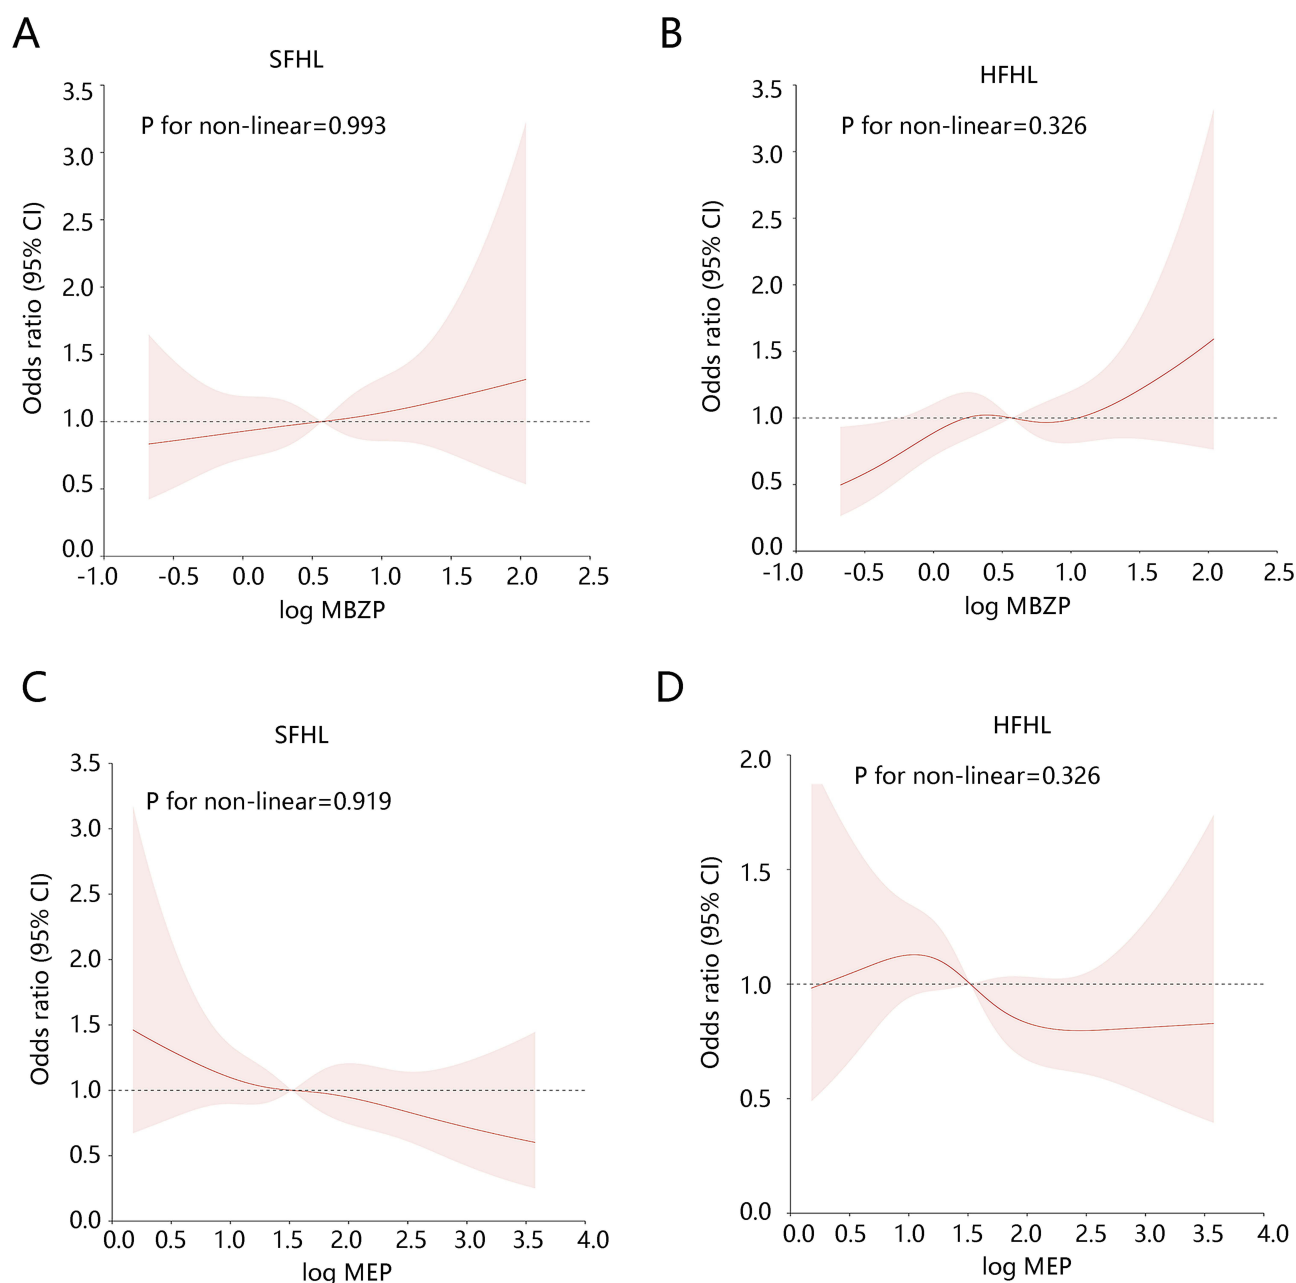 A
SFHL
P for non-linear=0.993
Odds ratio (95% CI)
3.5
3.0
2.5
2.0
1.5
1.0
0.5
0.0
-1.0 -0.5 0.0 0.5 1.0 1.5 2.0 2.5
log MBZP
B
HFHL
P for non-linear=0.326
Odds ratio (95% CI)
3.5
3.0
2.5
2.0
1.5
1.0
0.5
0.0
-1.0 -0.5 0.0 0.5 1.0 1.5 2.0 2.5
log MBZP
C
SFHL
P for non-linear=0.919
Odds ratio (95% CI)
3.5
3.0
2.5
2.0
1.5
1.0
0.5
0.0
0.0 0.5 1.0 1.5 2.0 2.5 3.0 3.5 4.0
log MEP
D
HFHL
P for non-linear=0.326
Odds ratio (95% CI)
2.0
1.5
1.0
0.5
0.0
0.0 0.5 1.0 1.5 2.0 2.5 3.0 3.5 4.0
log MEP